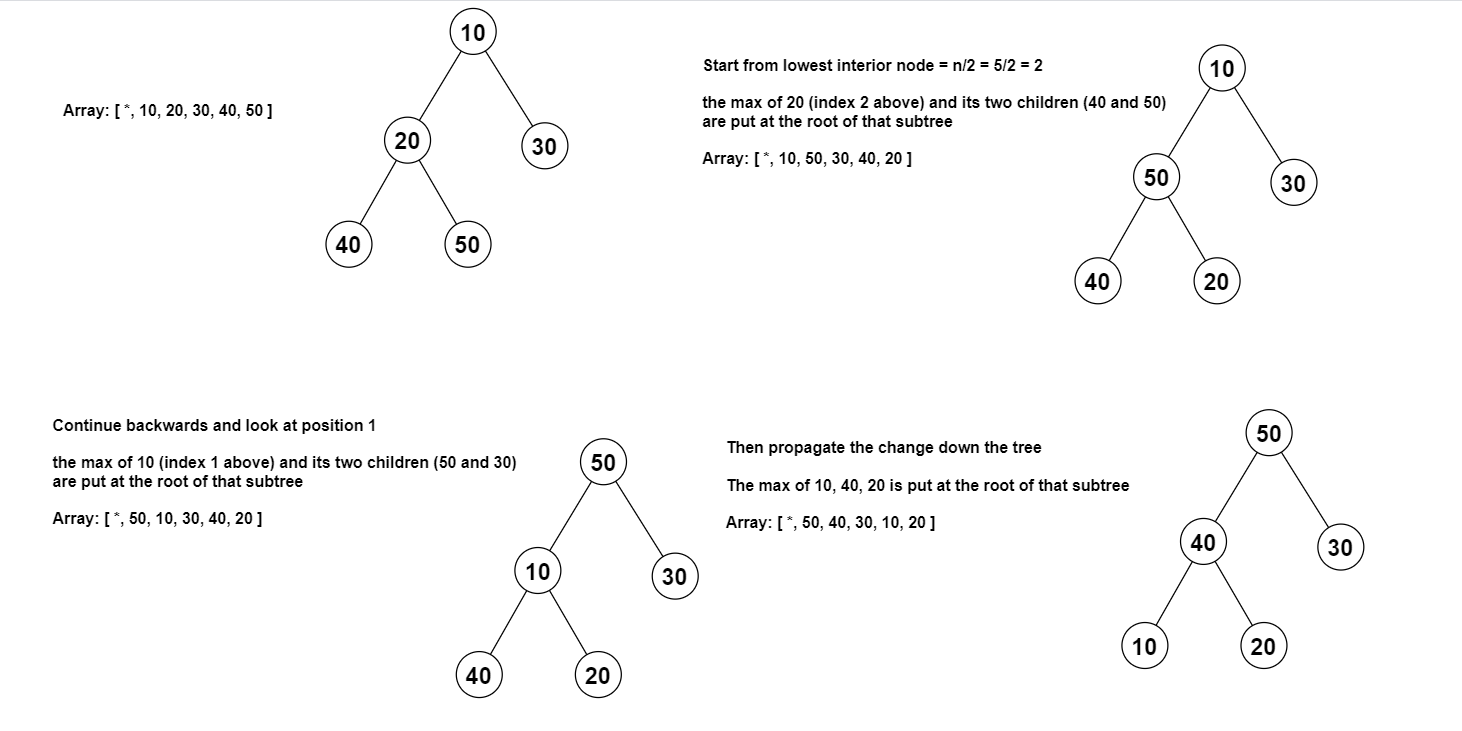 Array: [ *, 10, 20, 30, 40, 50 ]
10
20
30
40
50
Start from lowest interior node = n/2 = 5/2 = 2
the max of 20 (index 2 above) and its two children (40 and 50)
are put at the root of that subtree
Array: [ *, 10, 50, 30, 40, 20 ]
10
50
30
40
20
Continue backwards and look at position 1
the max of 10 (index 1 above) and its two children (50 and 30)
are put at the root of that subtree
Array: [ *, 50, 10, 30, 40, 20 ]
50
10
30
40
20
Then propagate the change down the tree
The max of 10, 40, 20 is put at the root of that subtree
Array: [ *, 50, 40, 30, 10, 20 ]
50
40
30
10
20